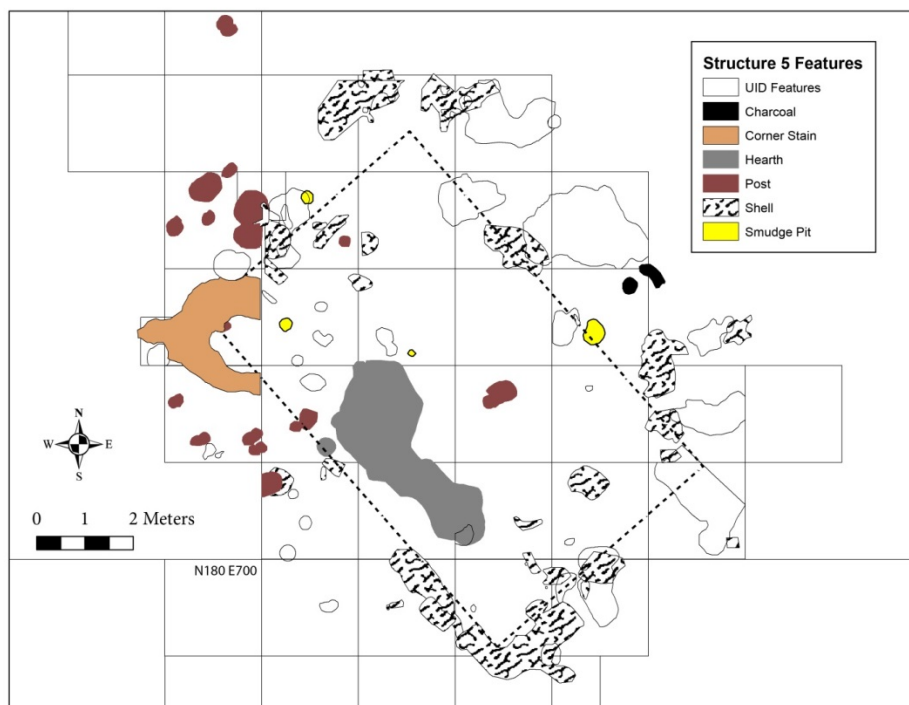 Structure 5 Features
UID Features
Charcoal
Corner Stain
Hearth
Post
Shell
Smudge Pit
N
W E
S
0 1 2 Meters
N180 E700